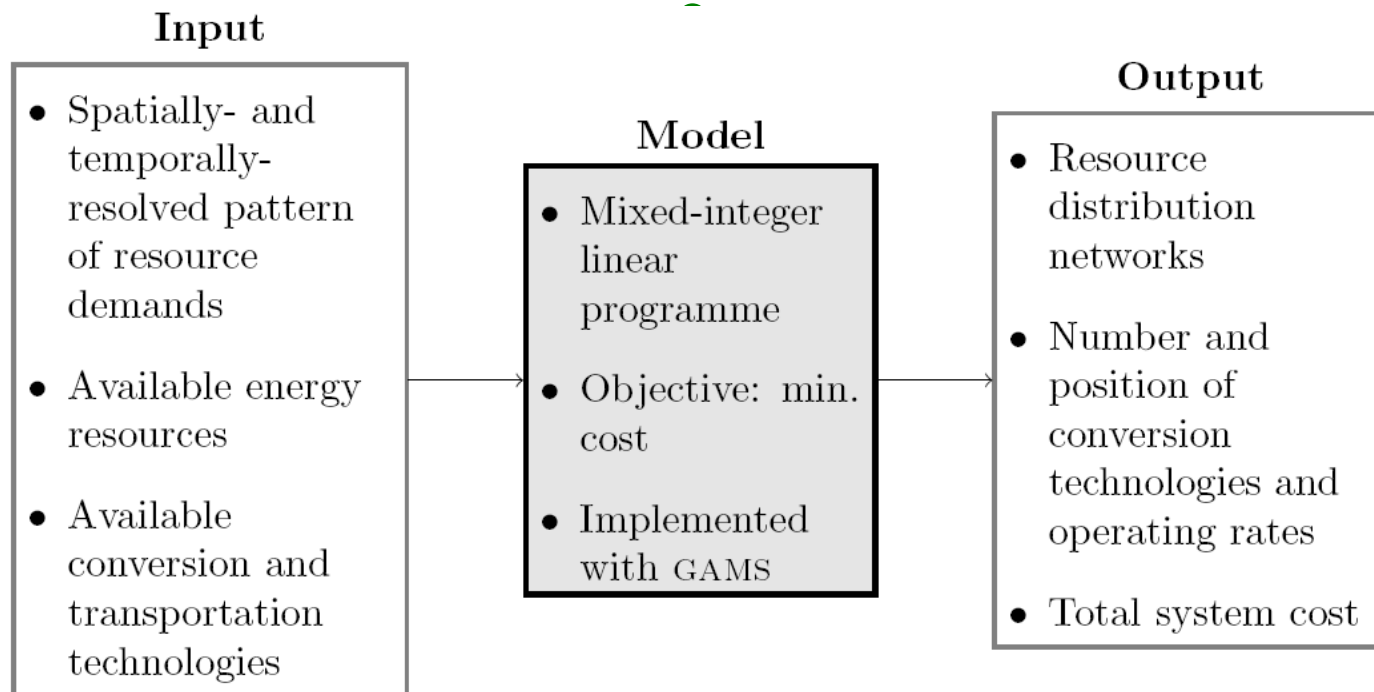 Input
• Spatially- and
temporally-
resolved pattern
of resource
demands
• Available energy
resources
• Available
conversion and
transportation
technologies
Model
• Mixed-integer
linear
programme
• Objective: min.
cost
• Implemented
with GAMS
Output
• Resource
distribution
networks
• Number and
position of
conversion
technologies and
operating rates
• Total system cost